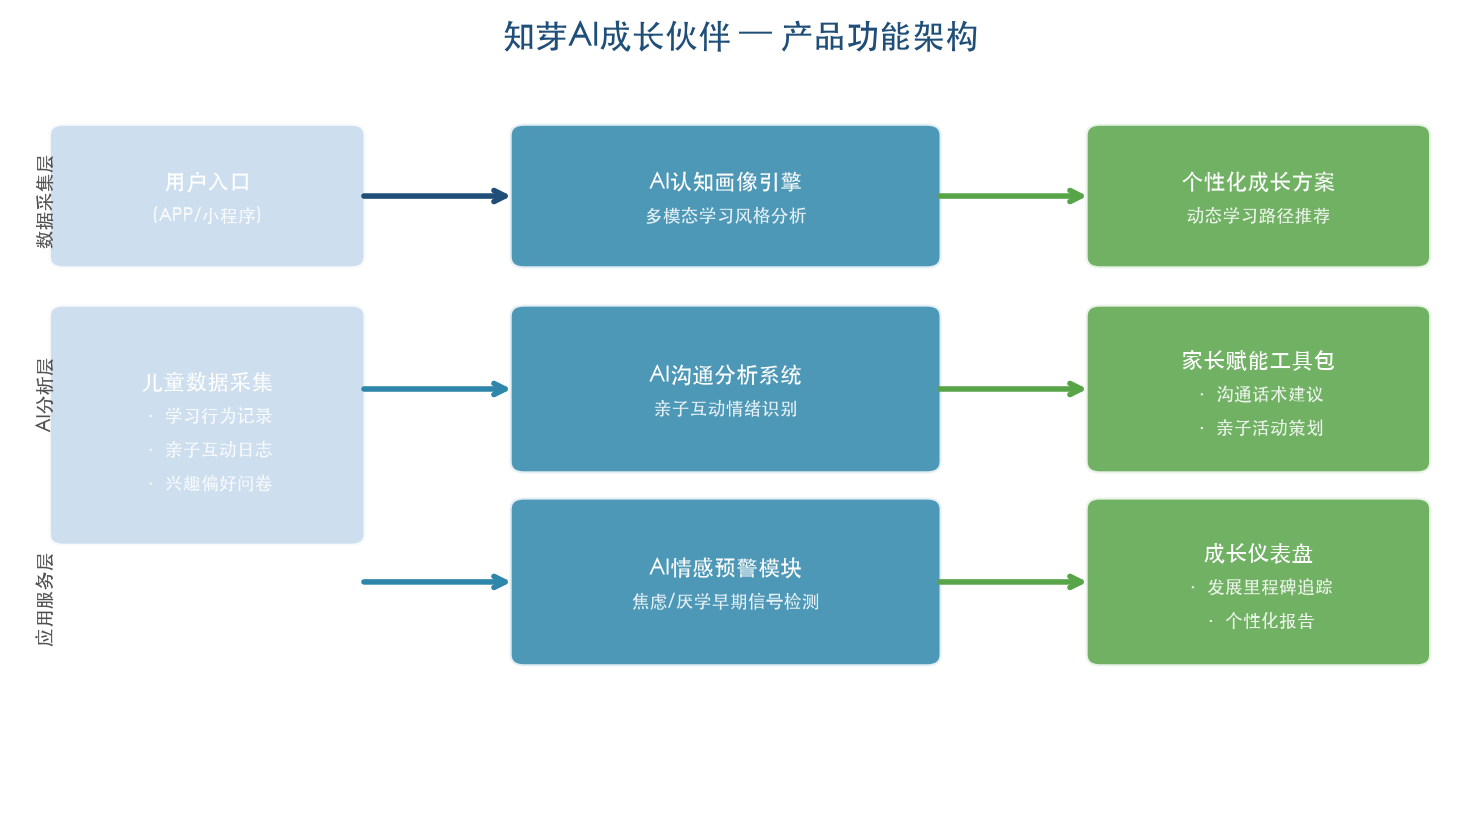 知芽AI成长伙伴 — 产品功能架构
数据采集层
用户入口
(APP/小程序)
AI认知画像引擎
多模态学习风格分析
个性化成长方案
动态学习路径推荐
AI分析层
儿童数据采集
· 学习行为记录
· 亲子互动日志
· 兴趣偏好问卷
AI沟通分析系统
亲子互动情绪识别
家长赋能工具包
· 沟通话术建议
· 亲子活动策划
应用服务层
AI情感预警模块
焦虑/厌学早期信号检测
成长仪表盘
· 发展里程碑追踪
· 个性化报告